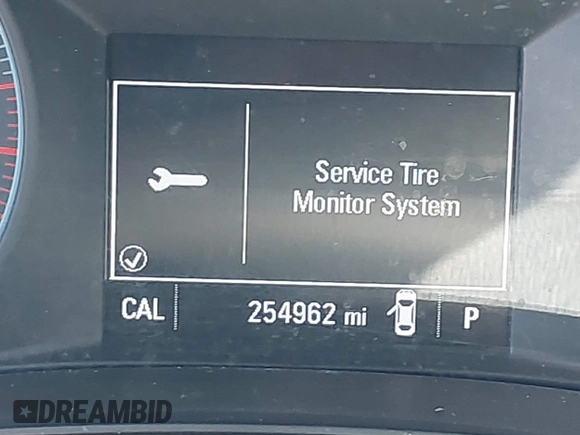 Service Tire
Monitor System
CAL 254962 mi P
DREAMBID